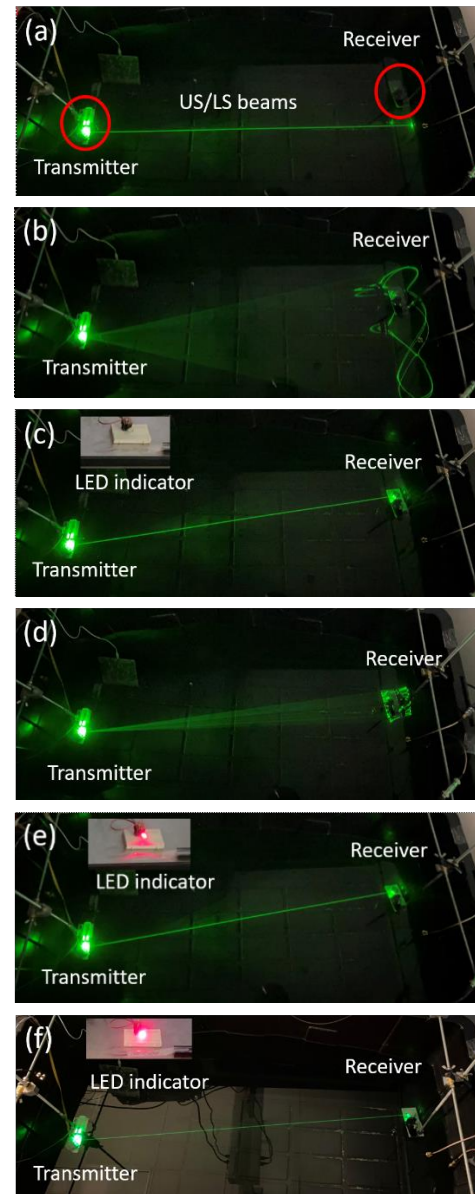 (a)
Receiver
US/LS beams
Transmitter
(b)
Receiver
Transmitter
(c)
LED indicator
Receiver
Transmitter
(d)
Receiver
Transmitter
(e)
Receiver
LED indicator
Transmitter
(f)
Receiver
LED indicator
Transmitter